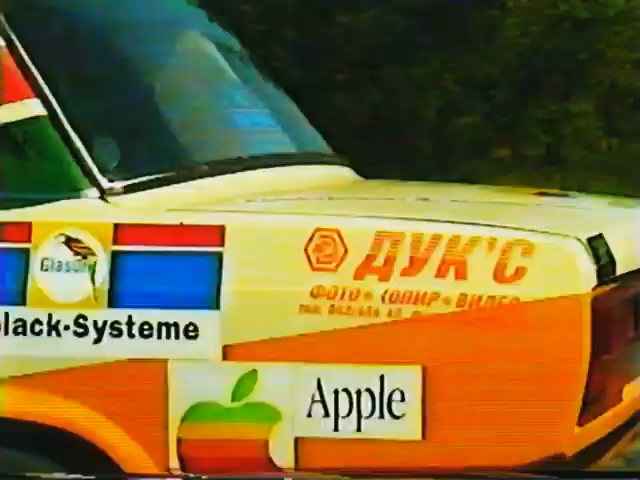 Glasurit
lack-Systeme
ДУК'С
ФОТО КОПИР ВИДЕО
Apple